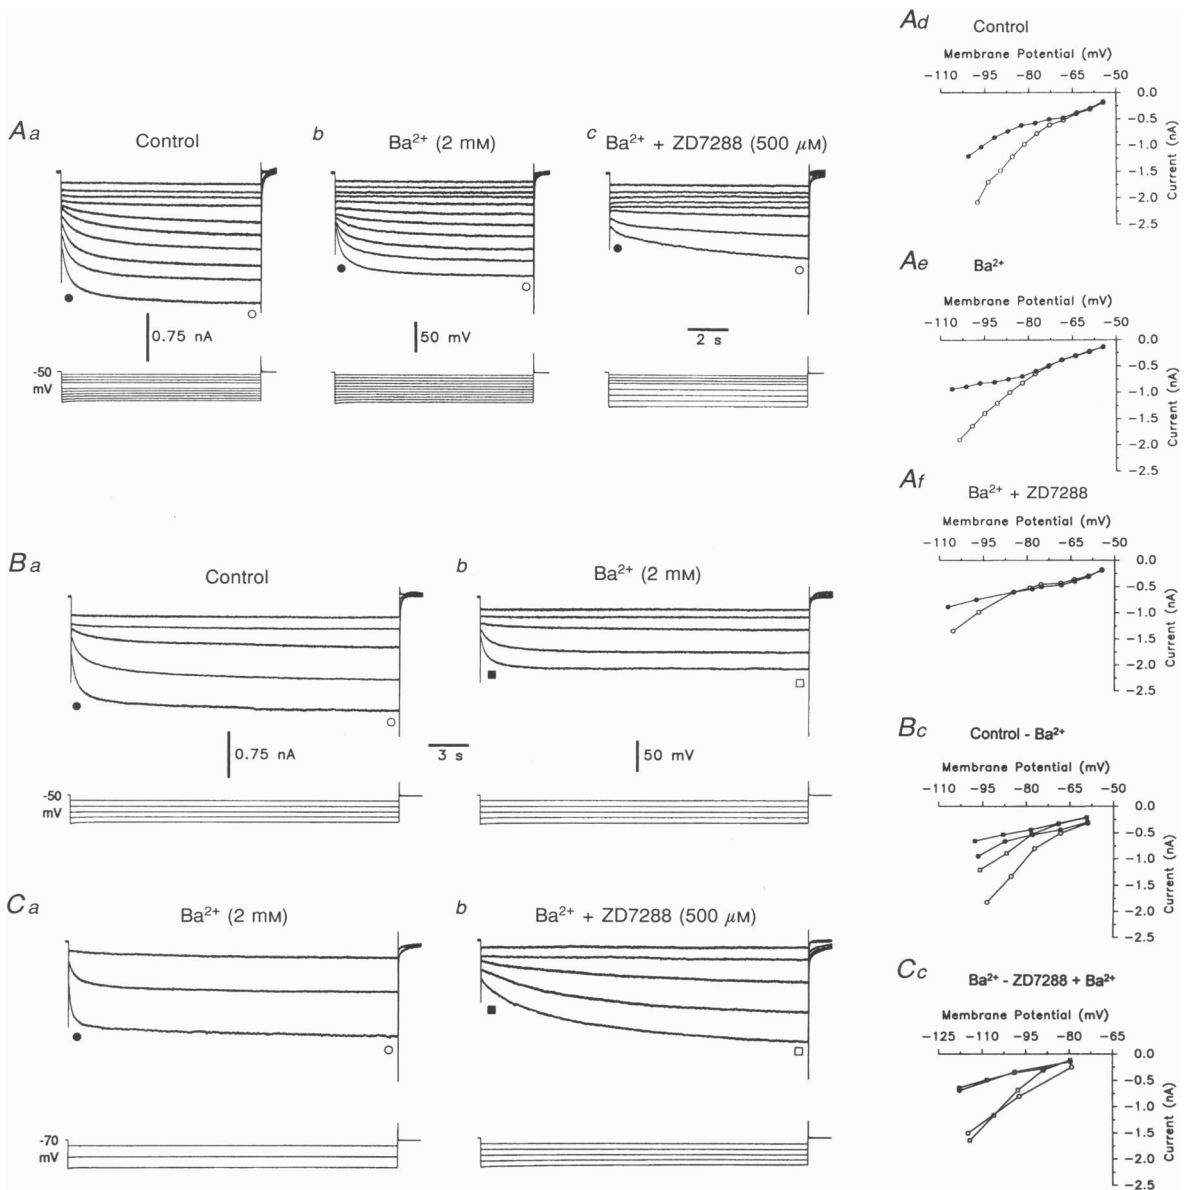 Aa
Control
b
Ba²⁺ (2 mM)
c
Ba²⁺ + ZD7288 (500 μM)
0.75 nA
50 mV
2 s
-50
mV
Ad
Control
Membrane Potential (mV)
−110 −95 −80 −65 −50
0.0
−0.5
−1.0
−1.5
−2.0
−2.5
Current (nA)
Ae
Ba²⁺
Membrane Potential (mV)
−110 −95 −80 −65 −50
0.0
−0.5
−1.0
−1.5
−2.0
−2.5
Current (nA)
Af
Ba²⁺ + ZD7288
Membrane Potential (mV)
−110 −95 −80 −65 −50
0.0
−0.5
−1.0
−1.5
−2.0
−2.5
Current (nA)
Ba
Control
b
Ba²⁺ (2 mM)
0.75 nA
3 s
50 mV
-50
mV
Bc
Control - Ba²⁺
Membrane Potential (mV)
−110 −95 −80 −65 −50
0.0
−0.5
−1.0
−1.5
−2.0
−2.5
Current (nA)
Ca
Ba²⁺ (2 mM)
b
Ba²⁺ + ZD7288 (500 μM)
-70
mV
Cc
Ba²⁺ - ZD7288 + Ba²⁺
Membrane Potential (mV)
−125 −110 −95 −80 −65
0.0
−0.5
−1.0
−1.5
−2.0
−2.5
Current (nA)